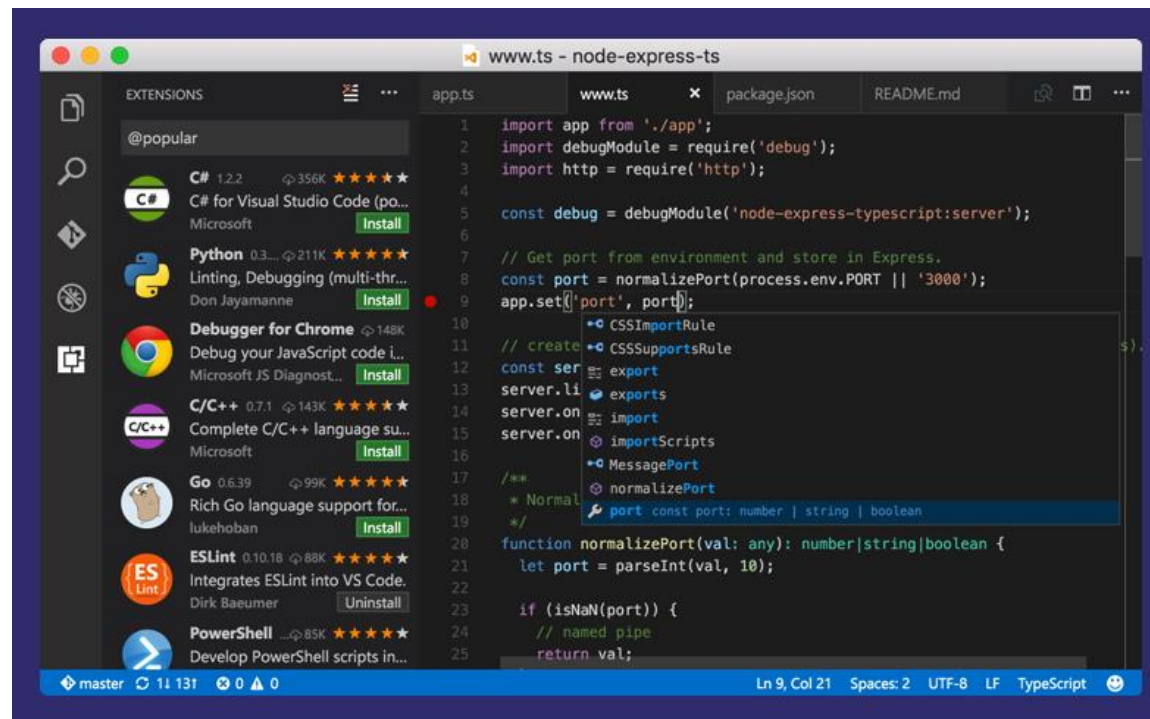 www.ts - node-express-ts
EXTENSIONS
@popular
C# 1.2.2 356K
C# for Visual Studio Code (po...
Microsoft Install
Python 0.3.... 211K
Linting, Debugging (multi-thr...
Don Jayamanne Install
Debugger for Chrome 148K
Debug your JavaScript code i...
Microsoft JS Diagnost... Install
C/C++ 0.7.1 143K
Complete C/C++ language su...
Microsoft Install
Go 0.6.39 99K
Rich Go language support for...
lukehoban Install
ESLint 0.10.18 88K
Integrates ESLint into VS Code.
Dirk Baeumer Uninstall
PowerShell ... 85K
Develop PowerShell scripts in...
C#
C/C++
ES
Lint
app.ts www.ts × package.json README.md ...
1 import app from './app';
2 import debugModule = require('debug');
3 import http = require('http');
4
5 const debug = debugModule('node-express-typescript:server');
6
7 // Get port from environment and store in Express.
8 const port = normalizePort(process.env.PORT || '3000');
9 app.set('port', port);
10
11 // create s).
12 const ser
13 server.li
14 server.on
15 server.on
16
17 /**
18 * Normal
19 */
20 function normalizePort(val: any): number|string|boolean {
21 let port = parseInt(val, 10);
22
23 if (isNaN(port)) {
24 // named pipe
25 return val;
CSSImportRule
CSSSupportsRule
export
exports
import
importScripts
MessagePort
normalizePort
port const port: number | string | boolean
master 1↓ 13↑ 0 0 Ln 9, Col 21 Spaces: 2 UTF-8 LF TypeScript